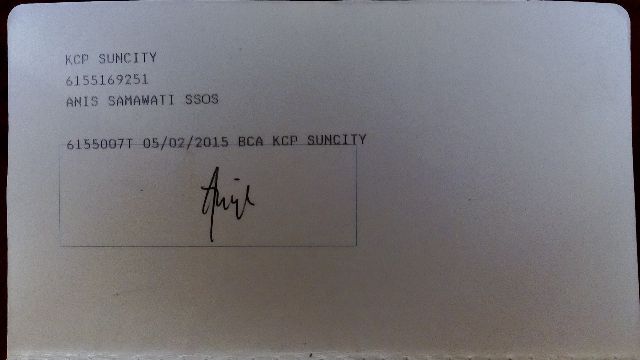 KCP SUNCITY
6155169251
ANIS SAMAWATI SSOS
6155007T 05/02/2015 BCA KCP SUNCITY